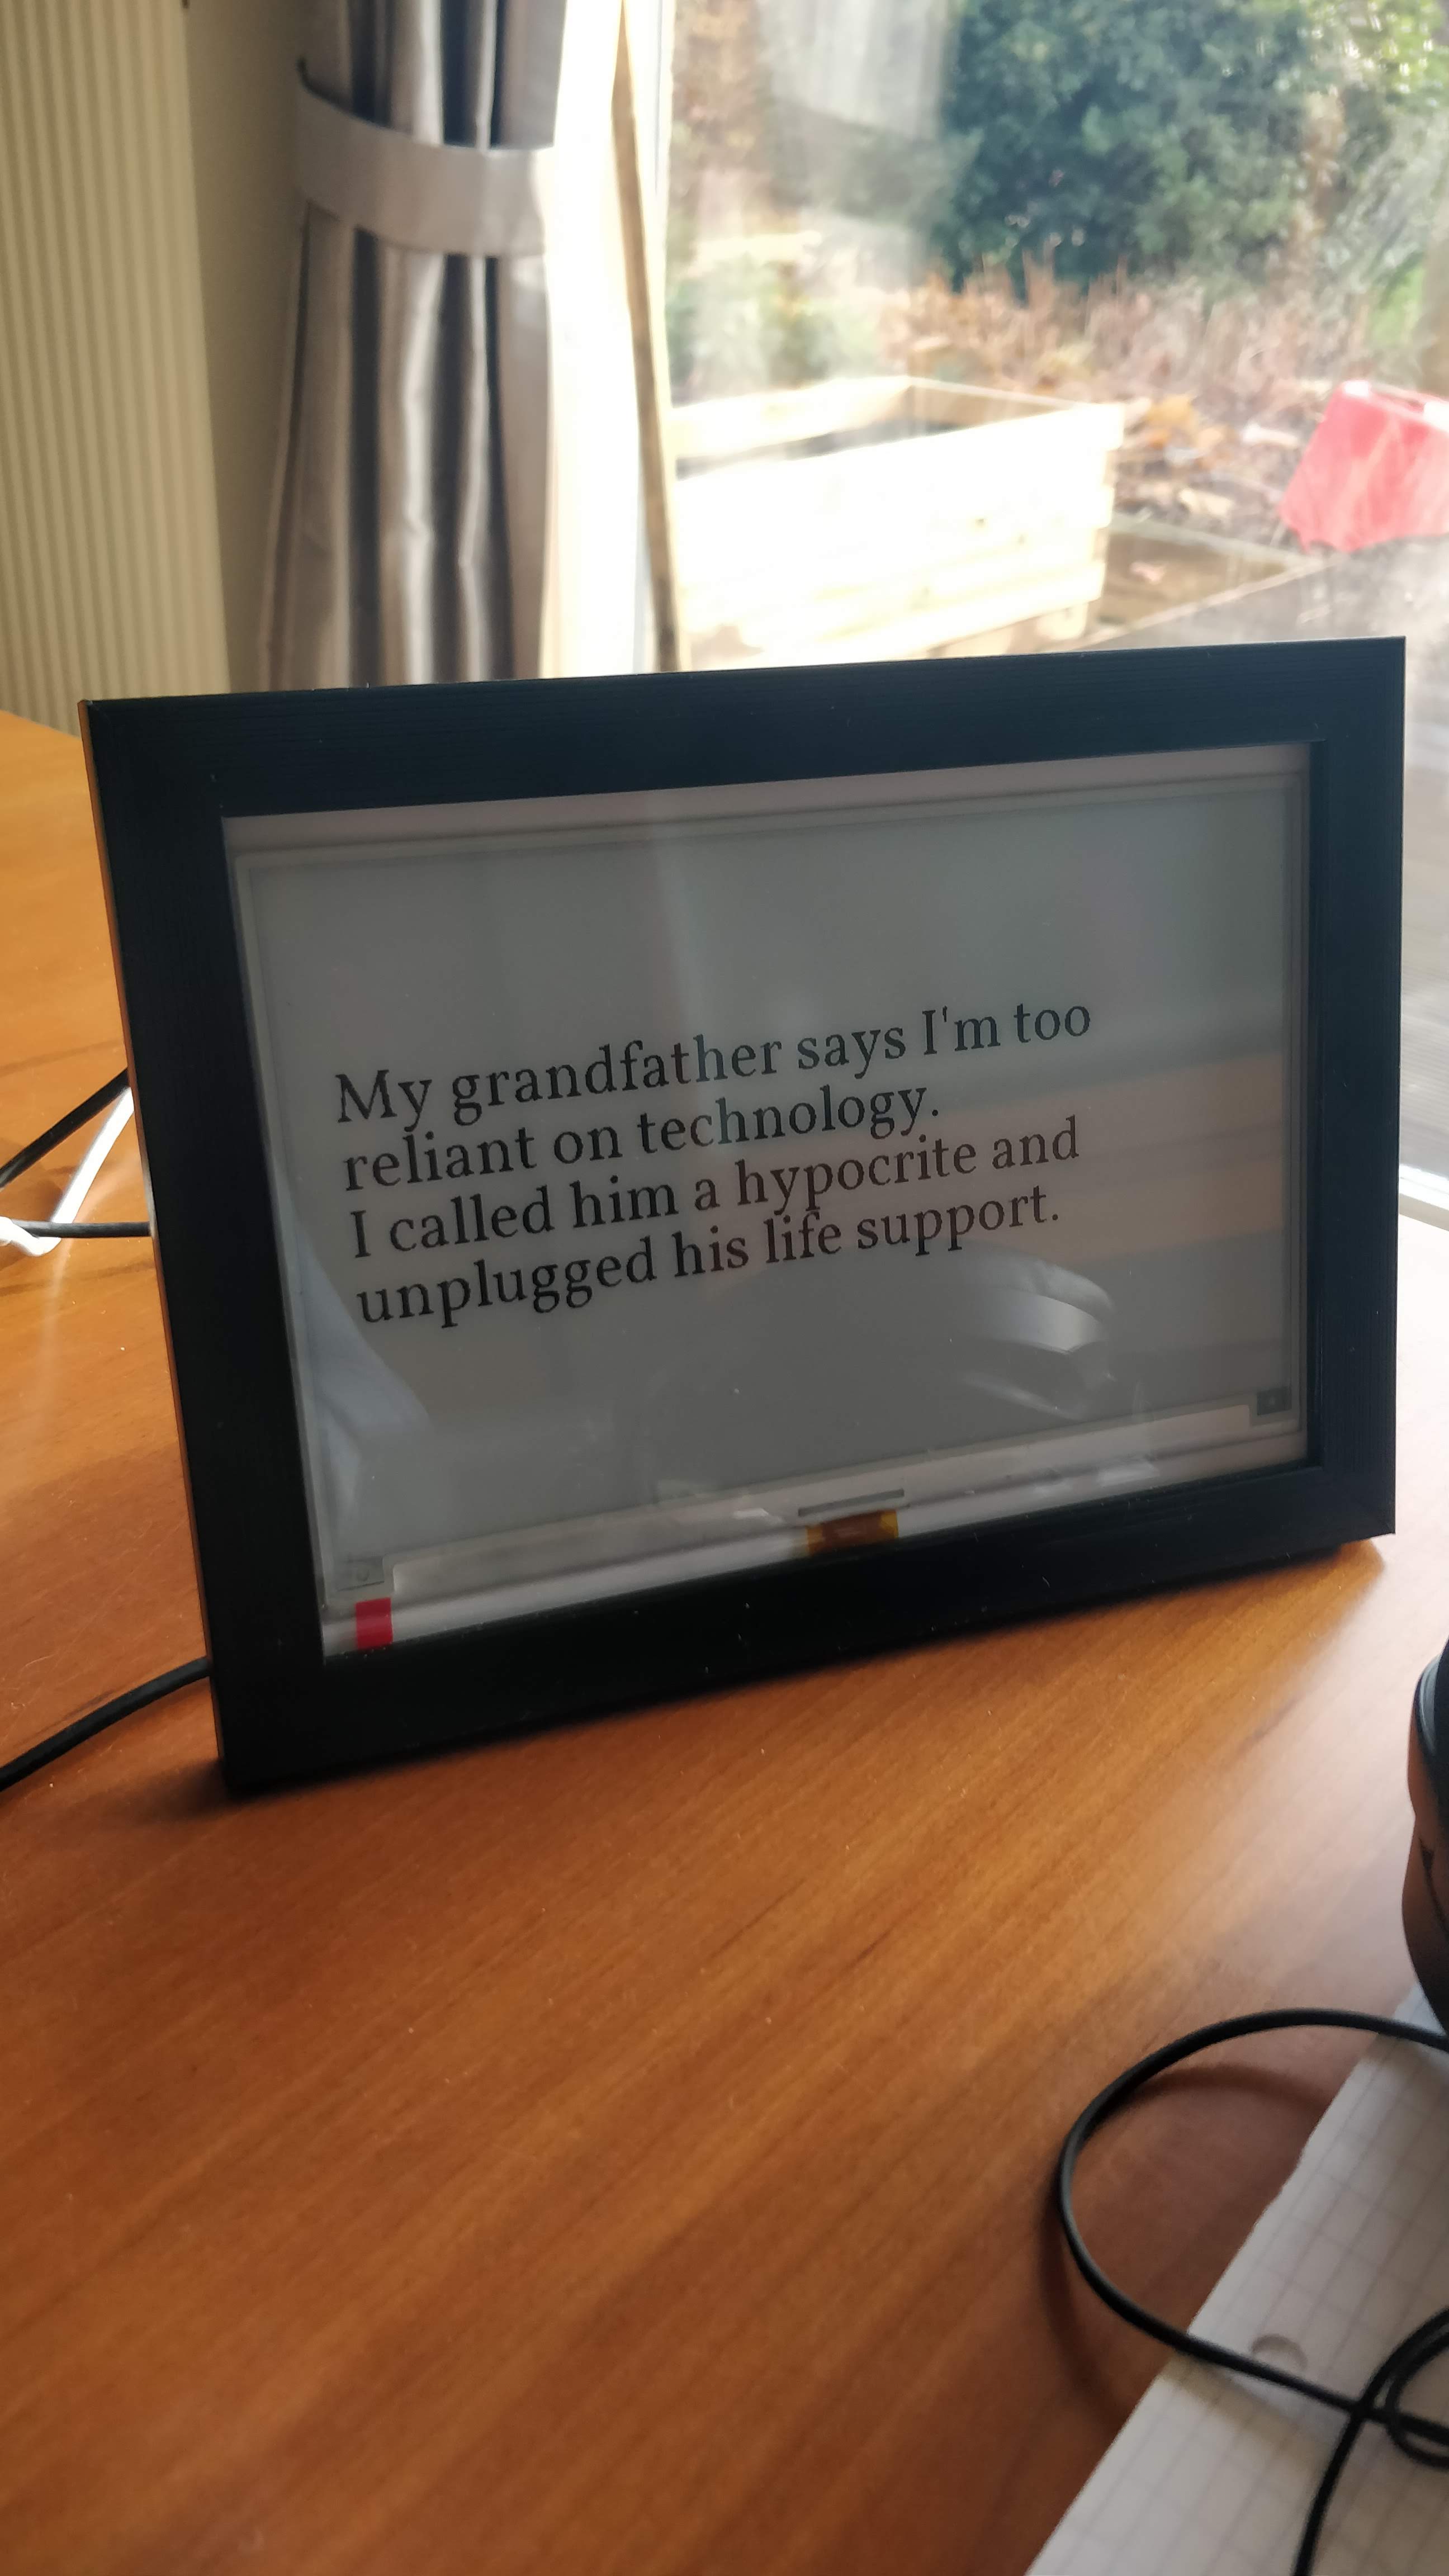 My grandfather says I'm too
reliant on technology.
I called him a hypocrite and
unplugged his life support.